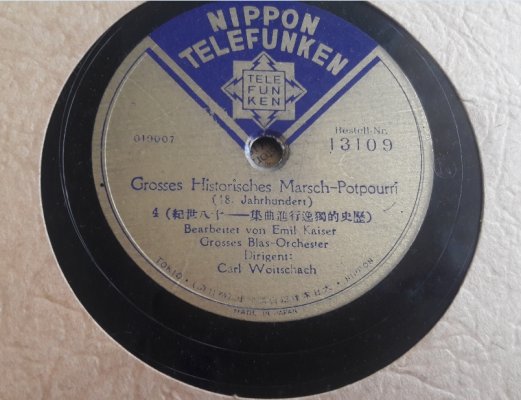 NIPPON
TELEFUNKEN
TELE
FUN
KEN
019007
Bestell-Nr.
13109
Grosses Historisches Marsch-Potpourri
(18. Jahrhundert)
4 (紀世八十——集曲進行逸獨的史歷)
Bearbeitet von Emil Kaiser
Grosses Blas-Orchester
Dirigent:
Carl Woitschach
TOKIO
NIPPON
MADE IN JAPAN